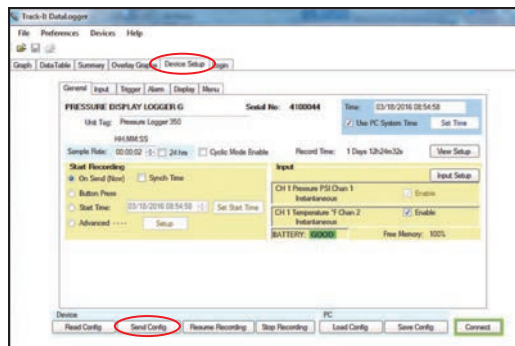 Track-It DataLogger
File Preferences Devices Help
Graph DataTable Summary Overlay Graphs Device Setup Login
General Input Trigger Alarm Display Menu
PRESSURE DISPLAY LOGGER G Serial No: 4100044 Time: 03/18/2016 08:54:58
Unit Tag: Pressure Logger 350 Use PC System Time Set Time
HH:MM:SS
Sample Rate: 00:00:02 24 hrs Cyclic Mode Enable Record Time: 1 Days 12h24m32s View Setup
Start Recording Input
On Send (Now) Synch Time Input Setup
Button Press CH 1 Pressure PSI Chan 1 Enable
Instantaneous
Start Time: 03/18/2016 08:54:58 Set Start Time CH 1 Temperature °F Chan 2 Enable
Instantaneous
Advanced ---- Setup
BATTERY: GOOD Free Memory: 100%
Device PC
Read Config Send Config Resume Recording Stop Recording Load Config Save Config Connect